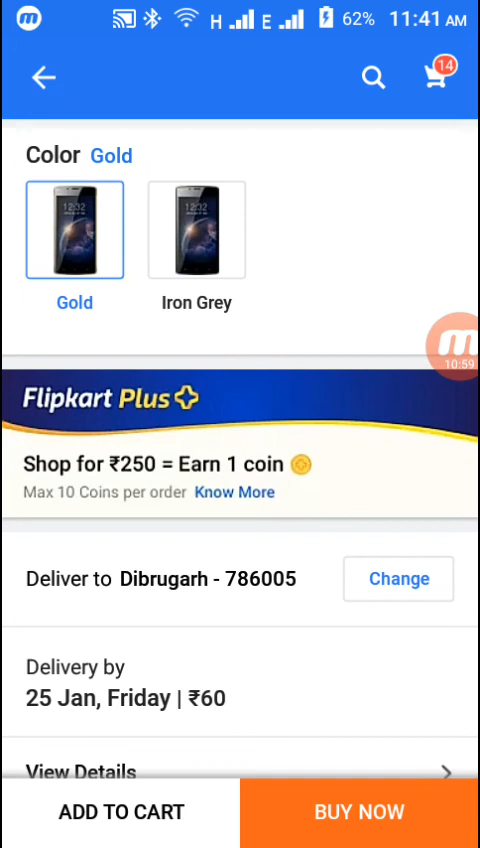 H E 62% 11:41 AM
14
Color Gold
12:32
12:32
Gold
Iron Grey
10:59
Flipkart Plus
Shop for ₹250 = Earn 1 coin
Max 10 Coins per order Know More
Deliver to Dibrugarh - 786005
Change
Delivery by
25 Jan, Friday | ₹60
View Details
ADD TO CART
BUY NOW